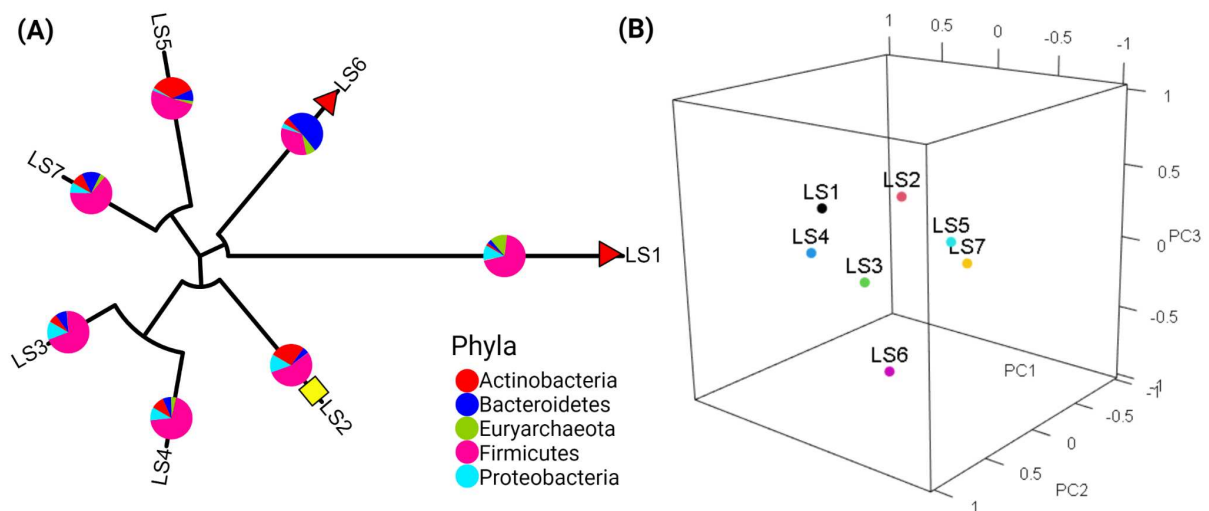 (A)
LS5
LS6
LS7
LS1
LS3
LS2
LS4
Phyla
Actinobacteria
Bacteroidetes
Euryarchaeota
Firmicutes
Proteobacteria
(B)
1
0.5
0
-0.5
-1
1
0.5
0
PC3
-0.5
-1
LS1
LS2
LS4
LS5
LS7
LS3
LS6
PC1
-1
-0.5
0
0.5
PC2
1